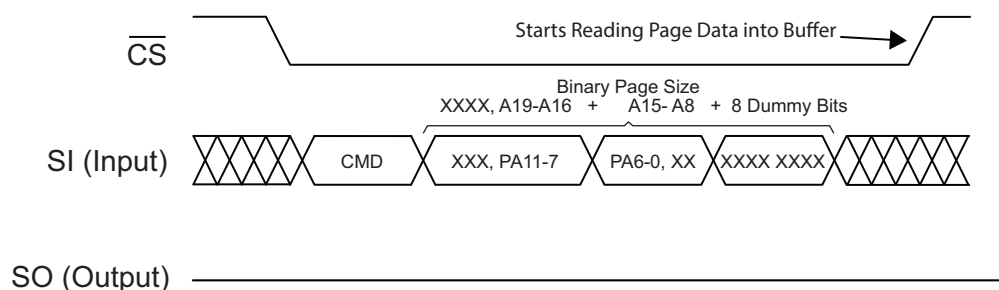 Starts Reading Page Data into Buffer
CS
Binary Page Size
XXXX, A19-A16 + A15- A8 + 8 Dummy Bits
SI (Input) CMD XXX, PA11-7 PA6-0, XX XXXX XXXX
SO (Output)